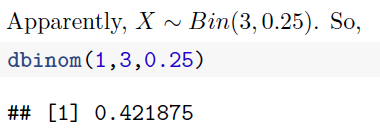 Apparently, X ∼ Bin(3, 0.25). So,
dbinom(1,3,0.25)
## [1] 0.421875